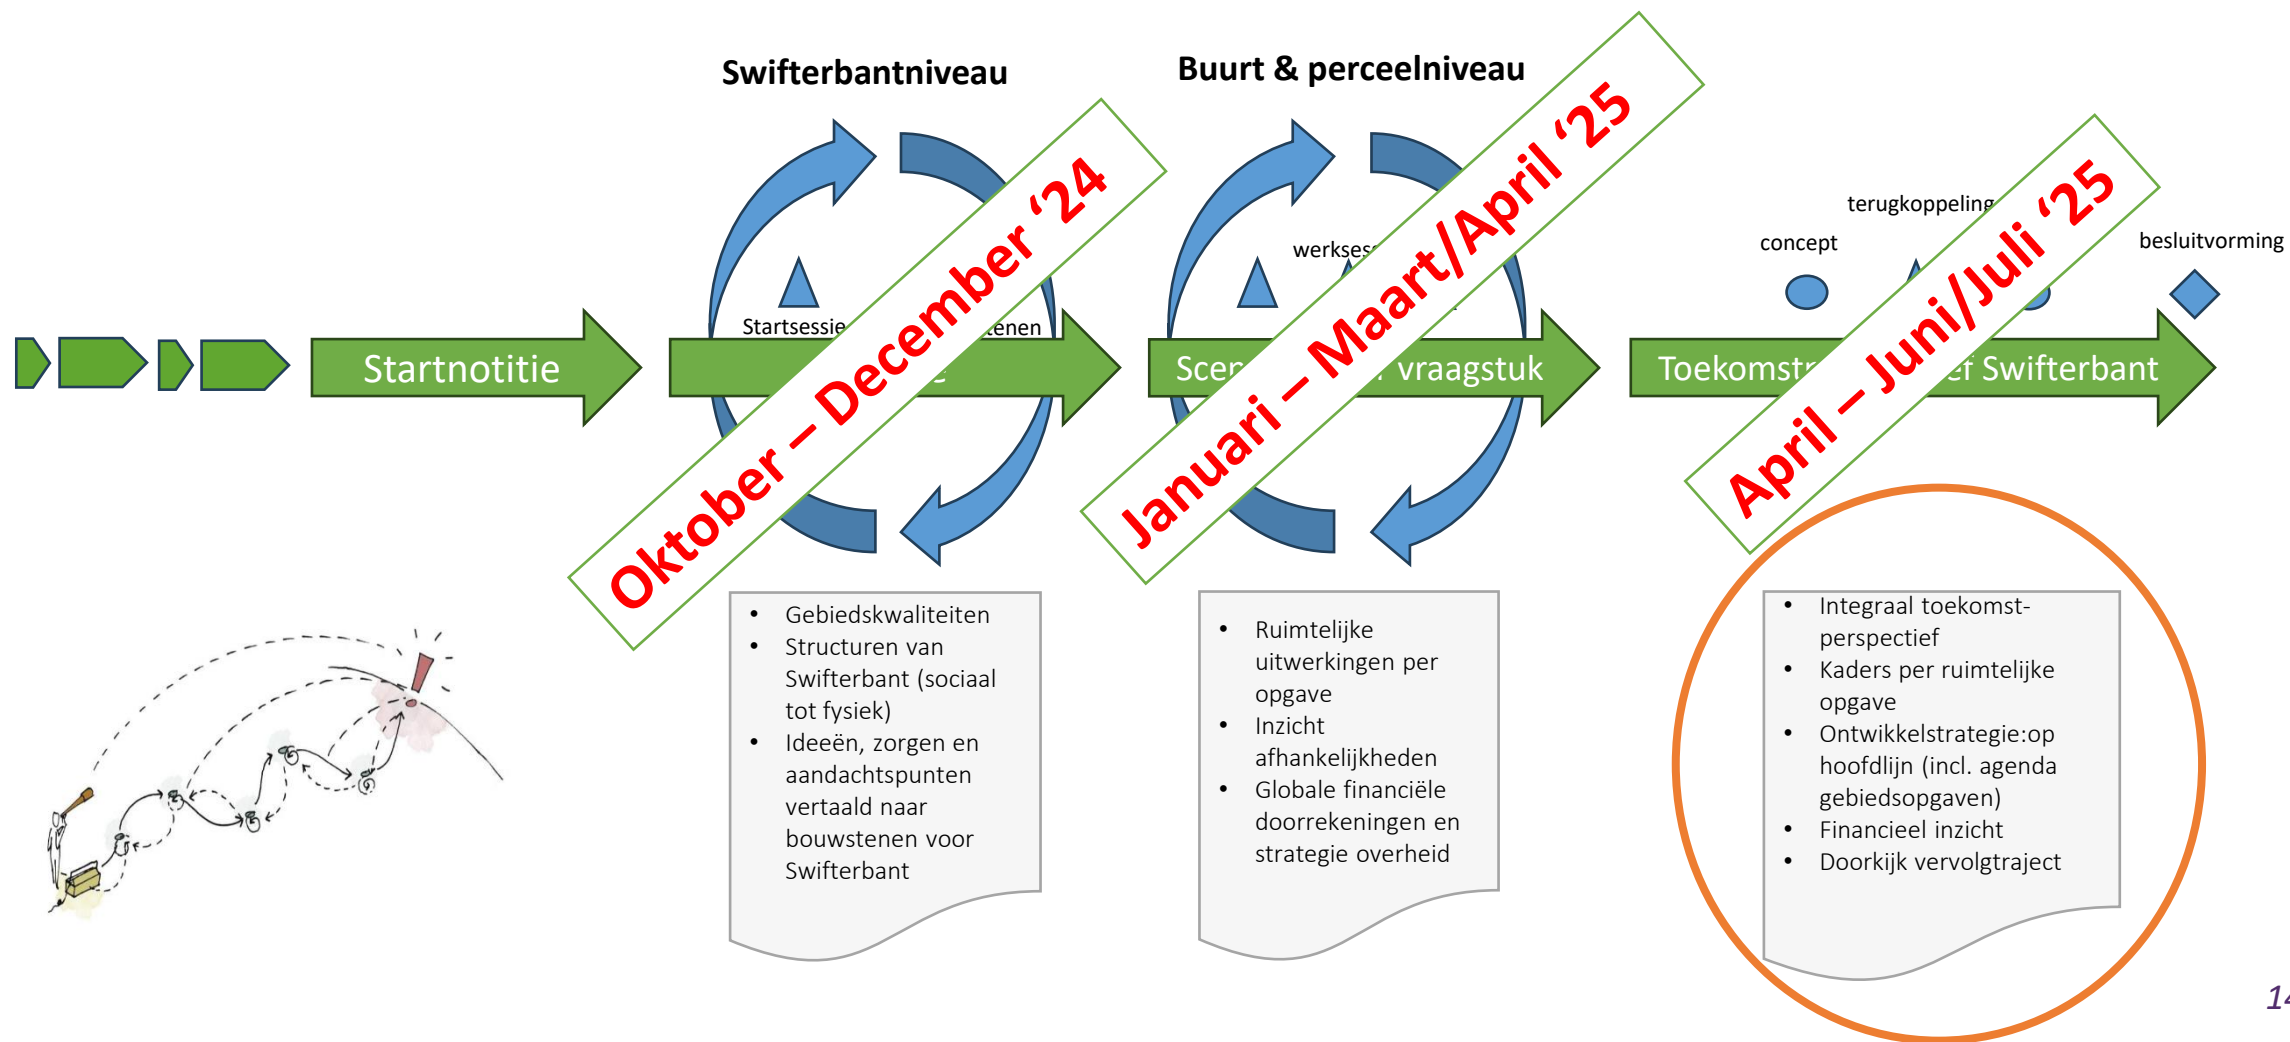 Swifterbantniveau
Buurt & perceelniveau
Oktober – December ‘24
Januari – Maart/April ‘25
April – Juni/Juli ‘25
terugkoppeling
concept
besluitvorming
Startsessie
Startnotitie
vraagstuk
Swifterbant
• Gebiedskwaliteiten
• Structuren van
Swifterbant (sociaal
tot fysiek)
• Ideeën, zorgen en
aandachtspunten
vertaald naar
bouwstenen voor
Swifterbant
• Ruimtelijke
uitwerkingen per
opgave
• Inzicht
afhankelijkheden
• Globale financiële
doorrekeningen en
strategie overheid
• Integraal toekomst-
perspectief
• Kaders per ruimtelijke
opgave
• Ontwikkelstrategie:op
hoofdlijn (incl. agenda
gebiedsopgaven)
• Financieel inzicht
• Doorkijk vervolgtraject